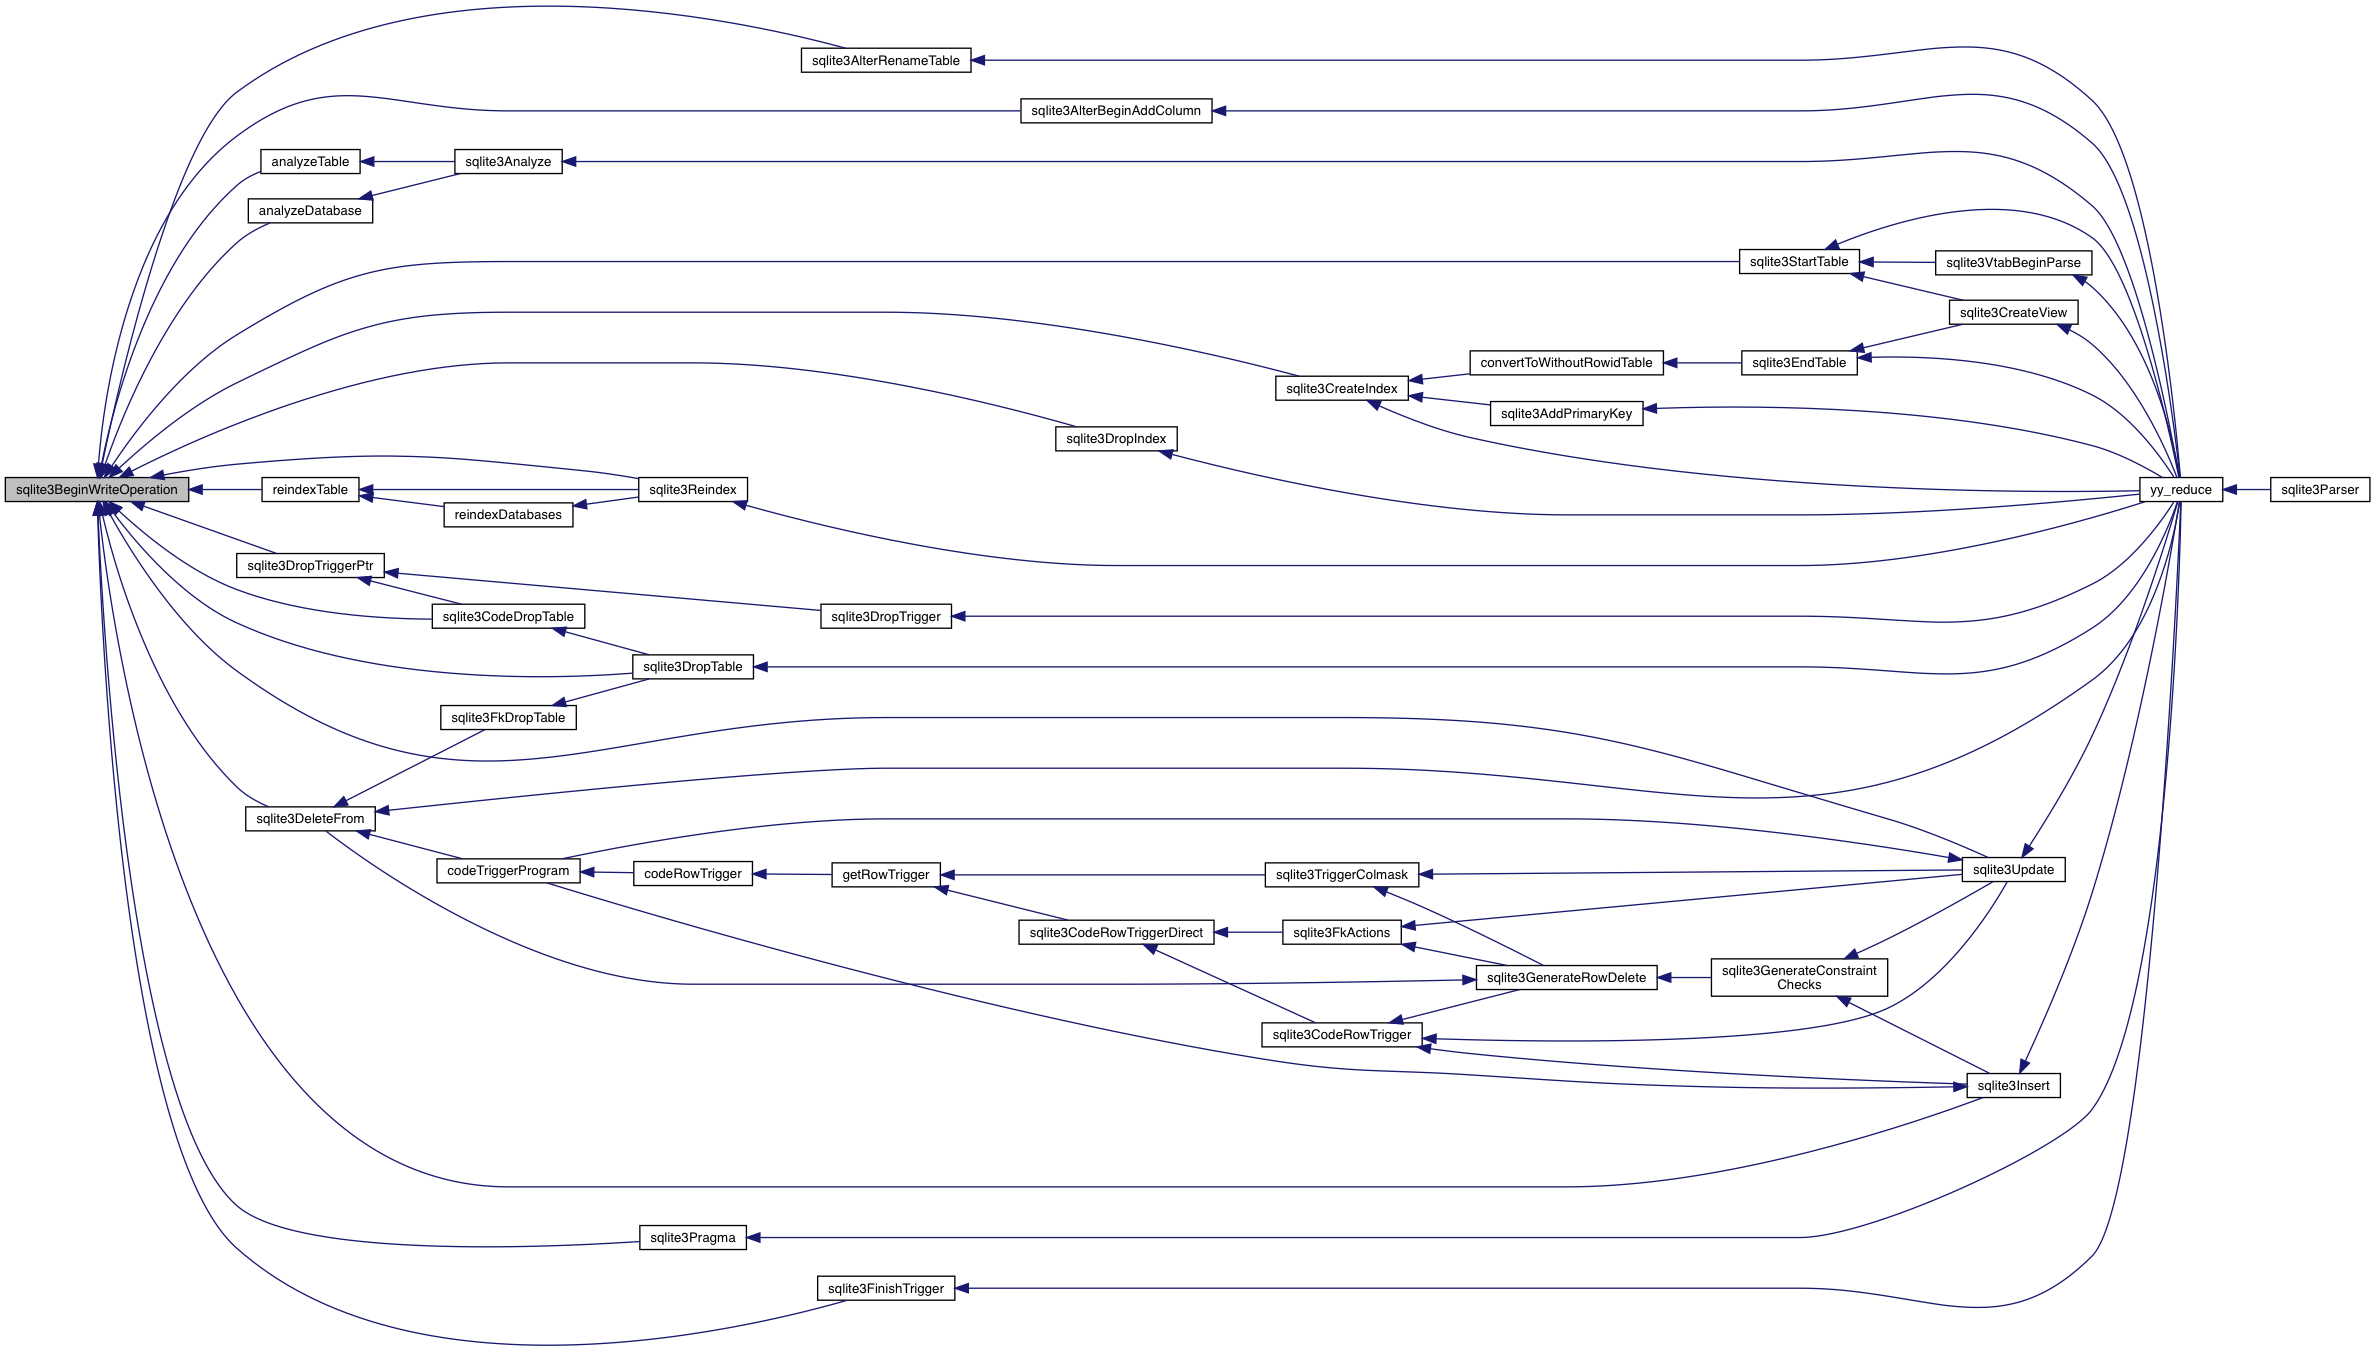 sqlite3AlterRenameTable
sqlite3AlterBeginAddColumn
analyzeTable
sqlite3Analyze
analyzeDatabase
sqlite3StartTable
sqlite3VtabBeginParse
sqlite3CreateView
convertToWithoutRowidTable
sqlite3EndTable
sqlite3CreateIndex
sqlite3AddPrimaryKey
sqlite3DropIndex
sqlite3BeginWriteOperation
reindexTable
sqlite3Reindex
yy_reduce
sqlite3Parser
reindexDatabases
sqlite3DropTriggerPtr
sqlite3CodeDropTable
sqlite3DropTrigger
sqlite3DropTable
sqlite3FkDropTable
sqlite3DeleteFrom
codeTriggerProgram
codeRowTrigger
getRowTrigger
sqlite3TriggerColmask
sqlite3Update
sqlite3CodeRowTriggerDirect
sqlite3FkActions
sqlite3GenerateRowDelete
sqlite3GenerateConstraint
Checks
sqlite3CodeRowTrigger
sqlite3Insert
sqlite3Pragma
sqlite3FinishTrigger